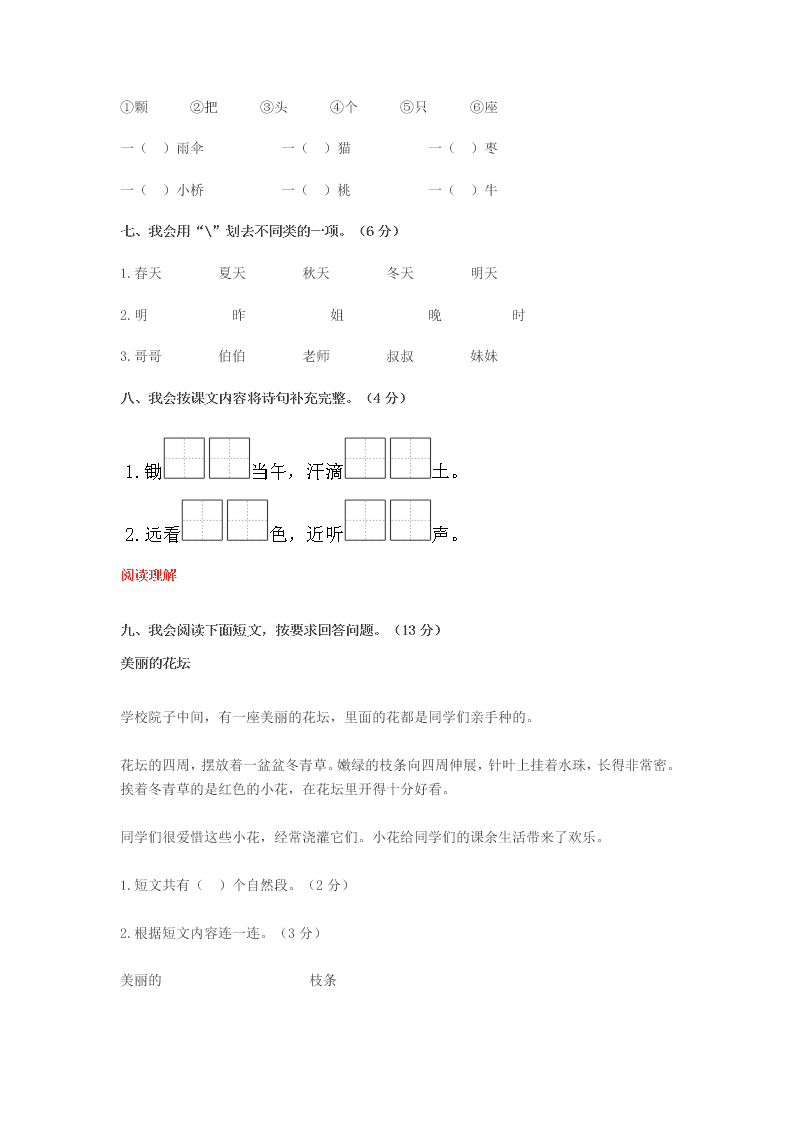 ①颗 ②把 ③头 ④个 ⑤只 ⑥座
一（ ）雨伞 一（ ）猫 一（ ）枣
一（ ）小桥 一（ ）桃 一（ ）牛
七、我会用“\”划去不同类的一项。（6 分）
1.春天 夏天 秋天 冬天 明天
2.明 昨 姐 晚 时
3.哥哥 伯伯 老师 叔叔 妹妹
八、我会按课文内容将诗句补充完整。（4 分）
1.锄 当午，汗滴 土。
2.远看 色，近听 声。
阅读理解
九、我会阅读下面短文，按要求回答问题。（13 分）
美丽的花坛
学校院子中间，有一座美丽的花坛，里面的花都是同学们亲手种的。
花坛的四周，摆放着一盆盆冬青草。嫩绿的枝条向四周伸展，针叶上挂着水珠，长得非常密。
挨着冬青草的是红色的小花，在花坛里开得十分好看。
同学们很爱惜这些小花，经常浇灌它们。小花给同学们的课余生活带来了欢乐。
1.短文共有（ ）个自然段。（2 分）
2.根据短文内容连一连。（3 分）
美丽的 枝条